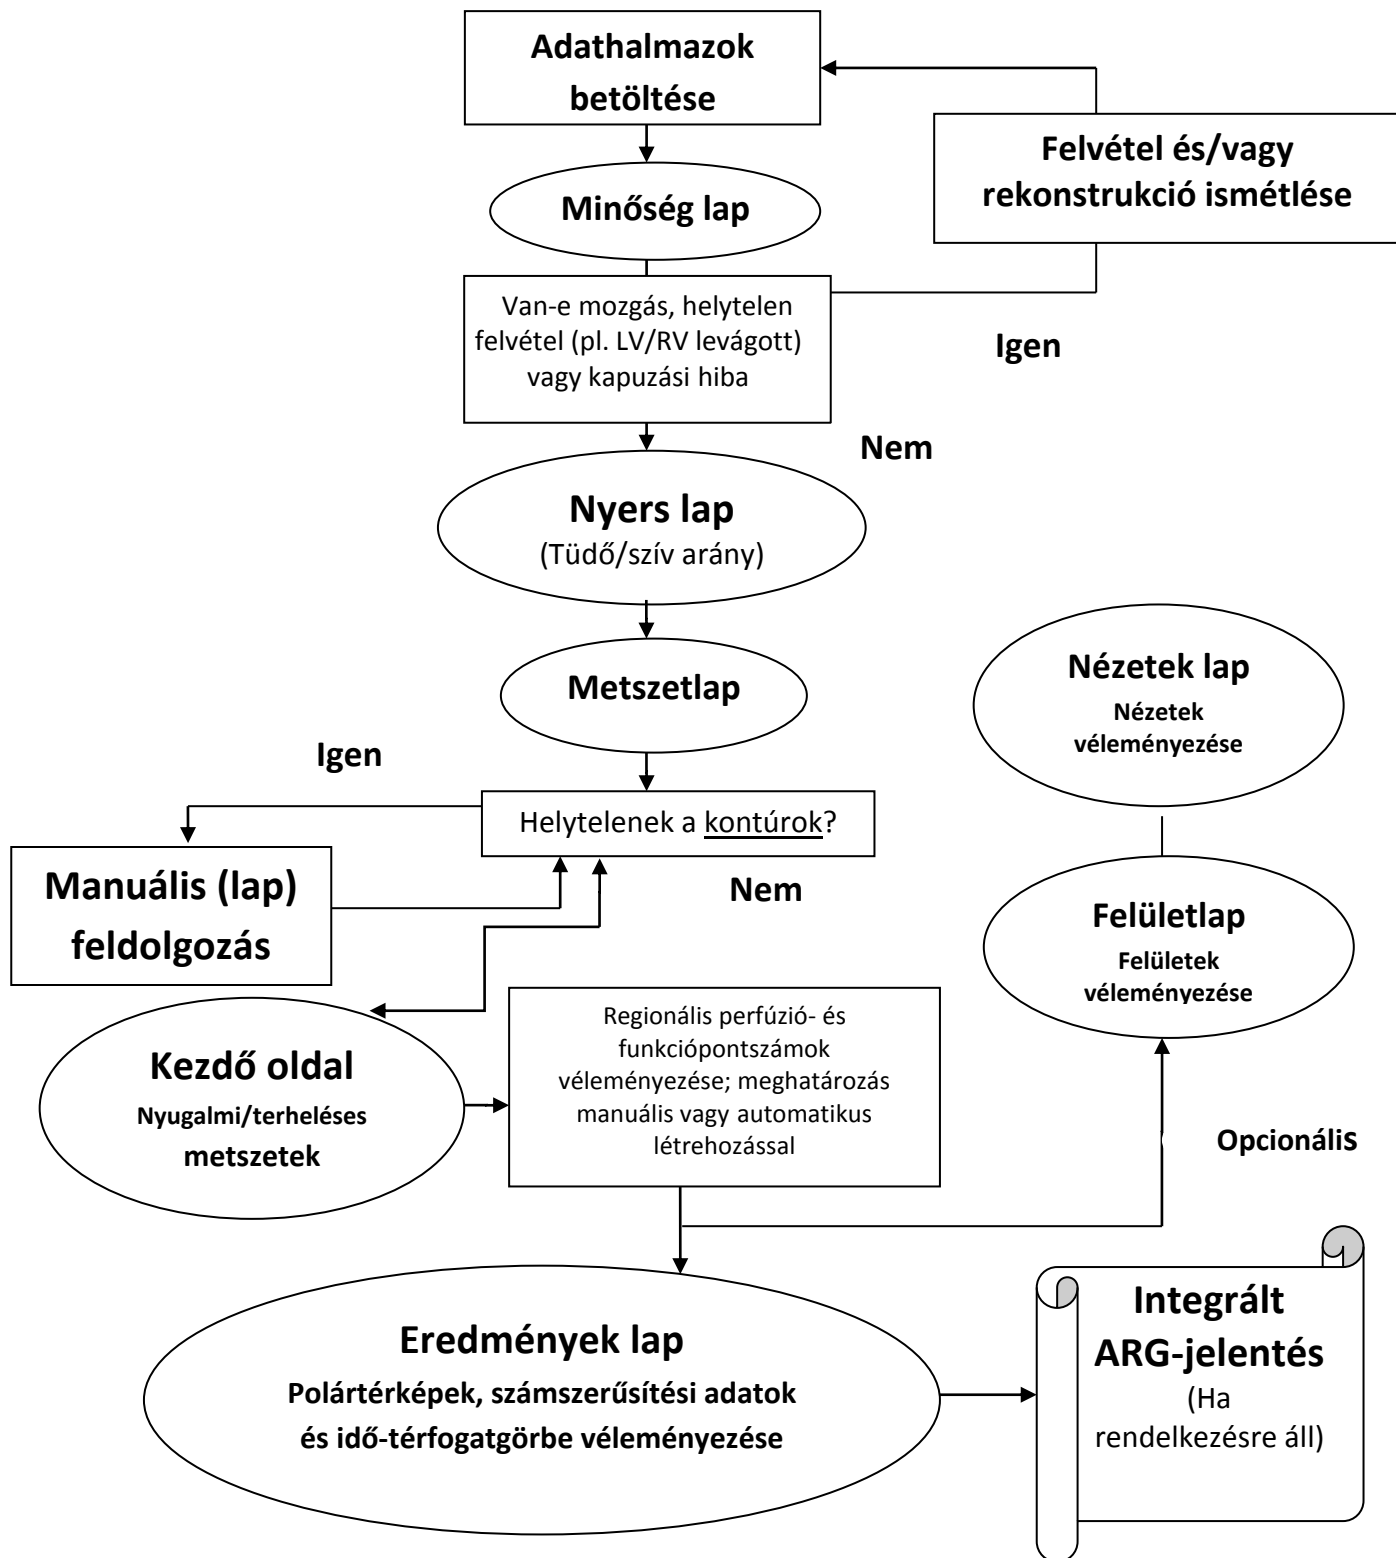 Adathalmazok
betöltése
Felvétel és/vagy
rekonstrukció ismétlése
Minőség lap
Van-e mozgás, helytelen
felvétel (pl. LV/RV levágott)
vagy kapuzási hiba
Igen
Nem
Nyers lap
(Tüdő/szív arány)
Metszetlap
Nézetek lap
Nézetek
véleményezése
Igen
Helytelenek a kontúrok?
Manuális (lap)
feldolgozás
Nem
Felületlap
Felületek
véleményezése
Kezdő oldal
Nyugalmi/terheléses
metszetek
Regionális perfúzió- és
funkciópontszámok
véleményezése; meghatározás
manuális vagy automatikus
létrehozással
Opcionális
Eredmények lap
Polártérképek, számszerűsítési adatok
és idő-térfogatgörbe véleményezése
Integrált
ARG-jelentés
(Ha
rendelkezésre áll)